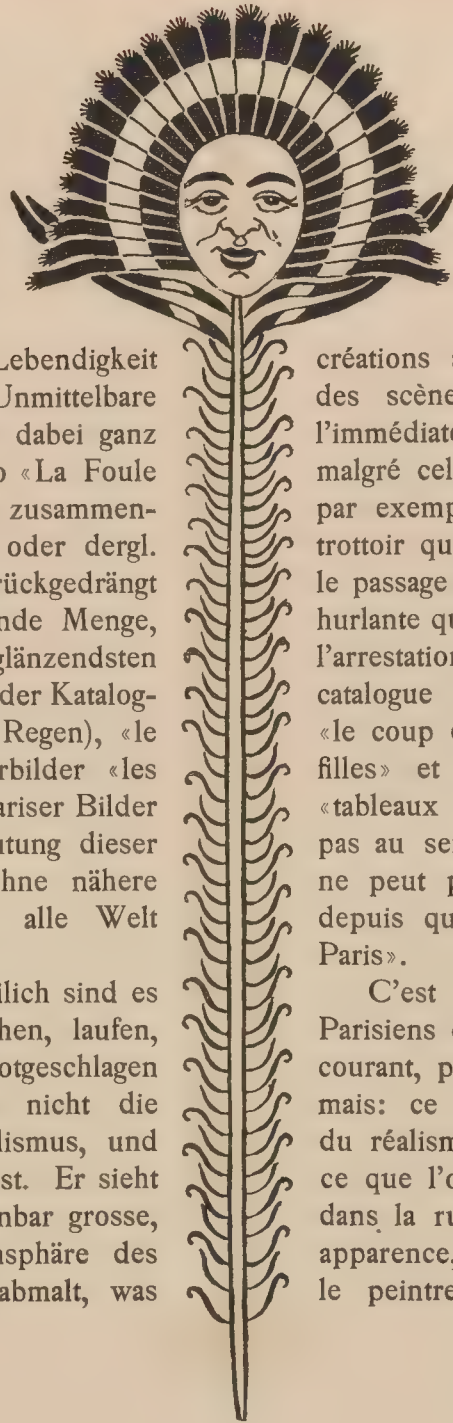 Lebendigkeit
Unmittelbare
dabei ganz
o «La Foule
zusammen-
oder dergl.
rückgedrängt
nde Menge,
glänzendsten
der Katalog-
Regen), «le
rbilder «les
ariser Bilder
utung dieser
hne nähere
alle Welt
ilich sind es
hen, laufen,
otgeschlagen
nicht die
lismus, und
st. Er sieht
nbar grosse,
sphäre des
abmalt, was
créations
des scène
l'immédiate
malgré cel
par exemp
trottoir qu
le passage
hurlante qu
l'arrestation
catalogue
«le coup
filles» et
«tableaux
pas au se
ne peut p
depuis qu
Paris».
C'est
Parisiens
courant, p
mais: ce
du réalism
ce que l'o
dans la ru
apparence,
le peintre